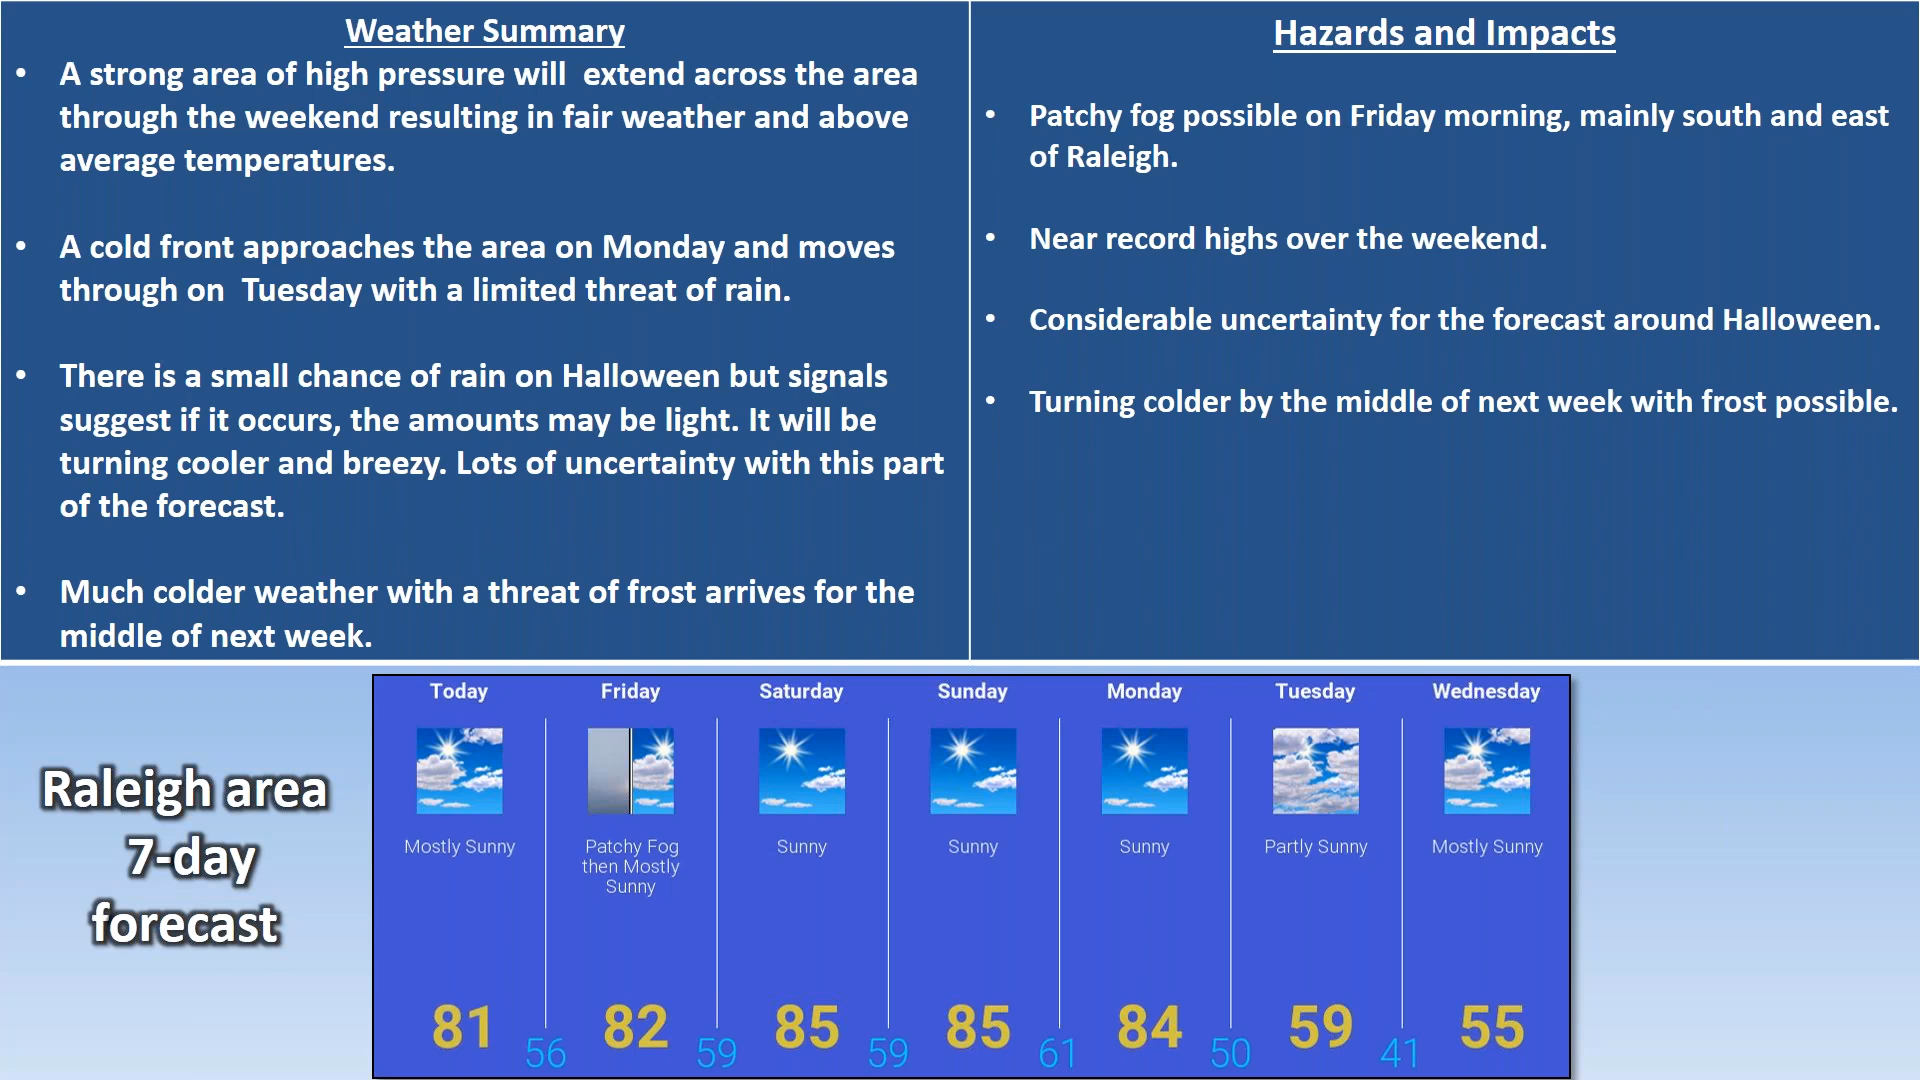 Weather Summary
• A strong area of high pressure will  extend across the area
through the weekend resulting in fair weather and above
average temperatures.
• A cold front approaches the area on Monday and moves
through on  Tuesday with a limited threat of rain.
• There is a small chance of rain on Halloween but signals
suggest if it occurs, the amounts may be light. It will be
turning cooler and breezy. Lots of uncertainty with this part
of the forecast.
• Much colder weather with a threat of frost arrives for the
middle of next week.
Hazards and Impacts
• Patchy fog possible on Friday morning, mainly south and east
of Raleigh.
• Near record highs over the weekend.
• Considerable uncertainty for the forecast around Halloween.
• Turning colder by the middle of next week with frost possible.
Raleigh area
7-day
forecast
Today Friday Saturday Sunday Monday Tuesday Wednesday
Mostly Sunny Patchy Fog Sunny Sunny Sunny Partly Sunny Mostly Sunny
then Mostly
Sunny
81 82 85 85 84 59 55
56 59 59 61 50 41